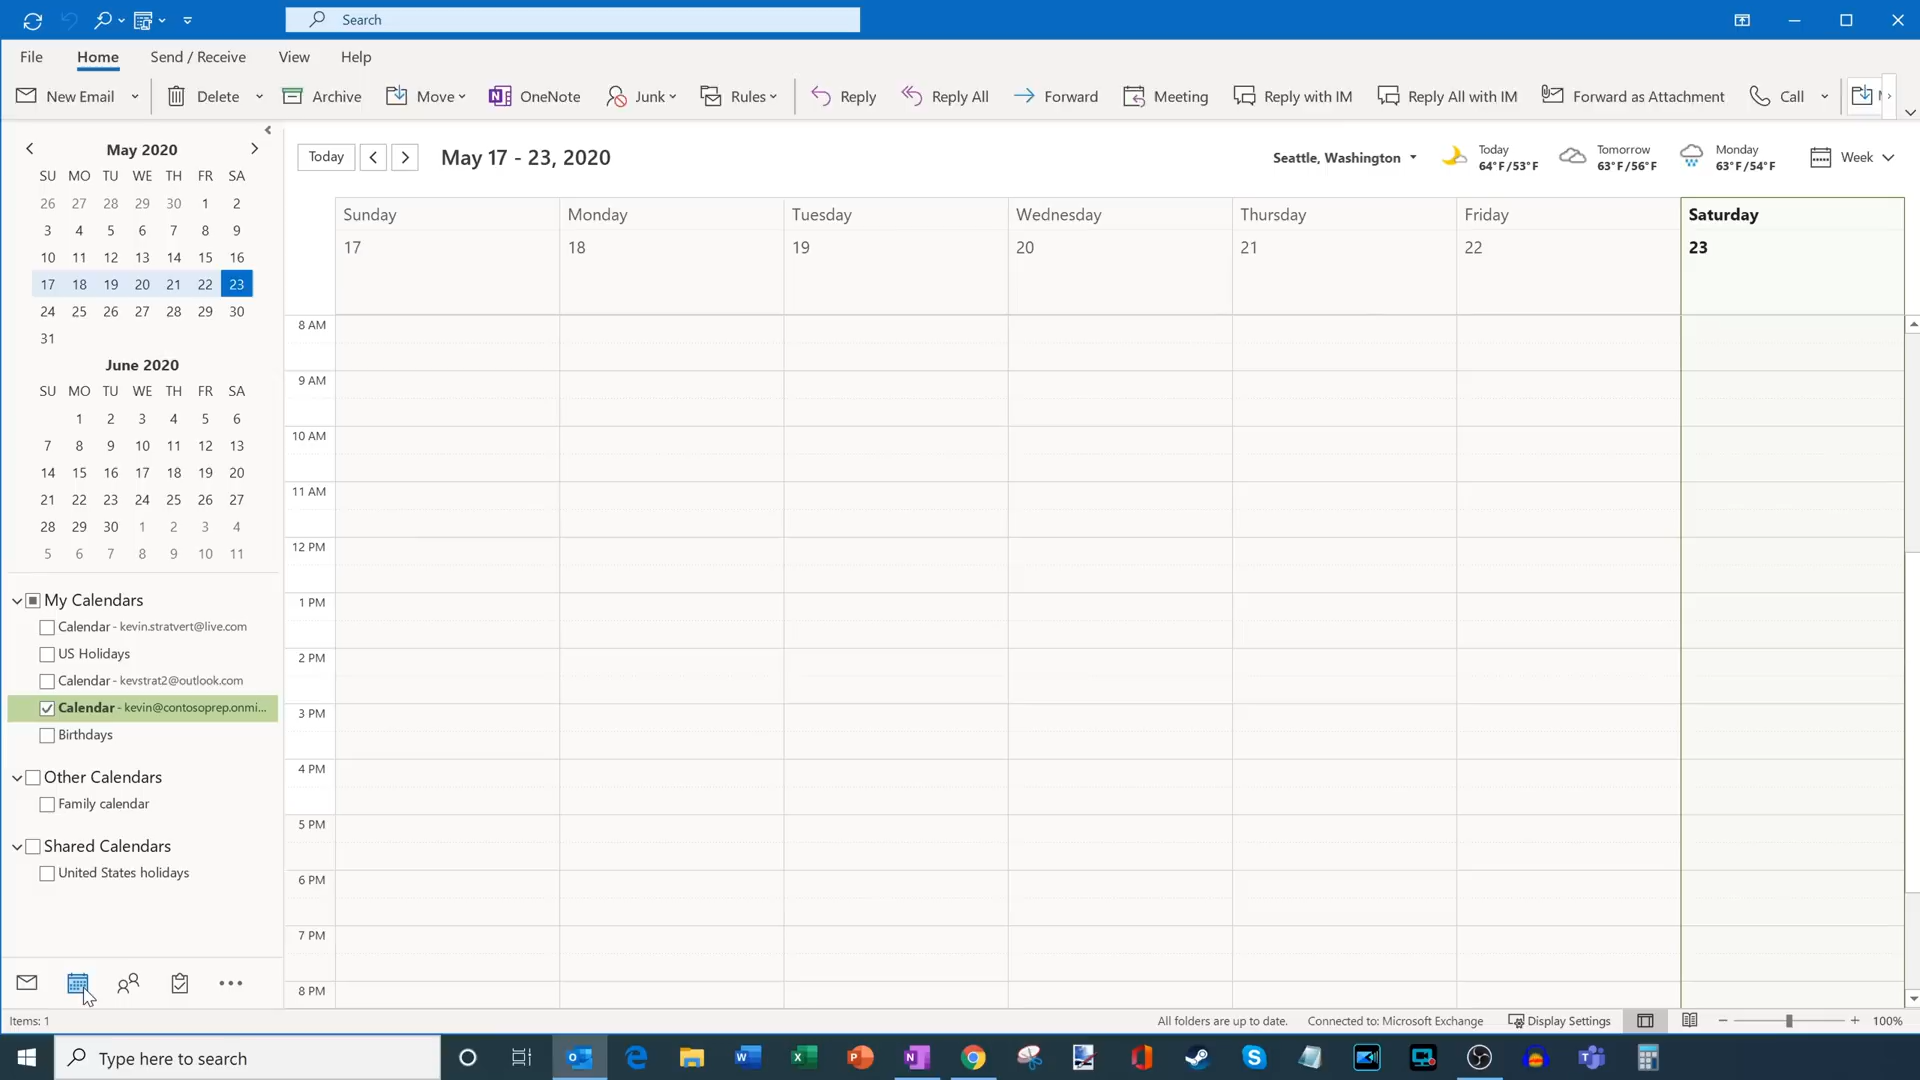 Search
File Home Send / Receive View Help
New Email Delete Archive Move OneNote Junk Rules Reply Reply All Forward Meeting Reply with IM Reply All with IM Forward as Attachment Call
May 2020
SU MO TU WE TH FR SA
26 27 28 29 30 1 2
3 4 5 6 7 8 9
10 11 12 13 14 15 16
17 18 19 20 21 22 23
24 25 26 27 28 29 30
31
June 2020
SU MO TU WE TH FR SA
1 2 3 4 5 6
7 8 9 10 11 12 13
14 15 16 17 18 19 20
21 22 23 24 25 26 27
28 29 30 1 2 3 4
5 6 7 8 9 10 11
My Calendars
Calendar - kevin.stratvert@live.com
US Holidays
Calendar - kevstrat2@outlook.com
Calendar - kevin@contosoprep.onmi...
Birthdays
Other Calendars
Family calendar
Shared Calendars
United States holidays
Today May 17 - 23, 2020
Seattle, Washington
Today
64°F/53°F
Tomorrow
63°F/56°F
Monday
63°F/54°F
Week
Sunday Monday Tuesday Wednesday Thursday Friday Saturday
17 18 19 20 21 22 23
8 AM
9 AM
10 AM
11 AM
12 PM
1 PM
2 PM
3 PM
4 PM
5 PM
6 PM
7 PM
8 PM
Items: 1 All folders are up to date. Connected to: Microsoft Exchange Display Settings 100%
Type here to search